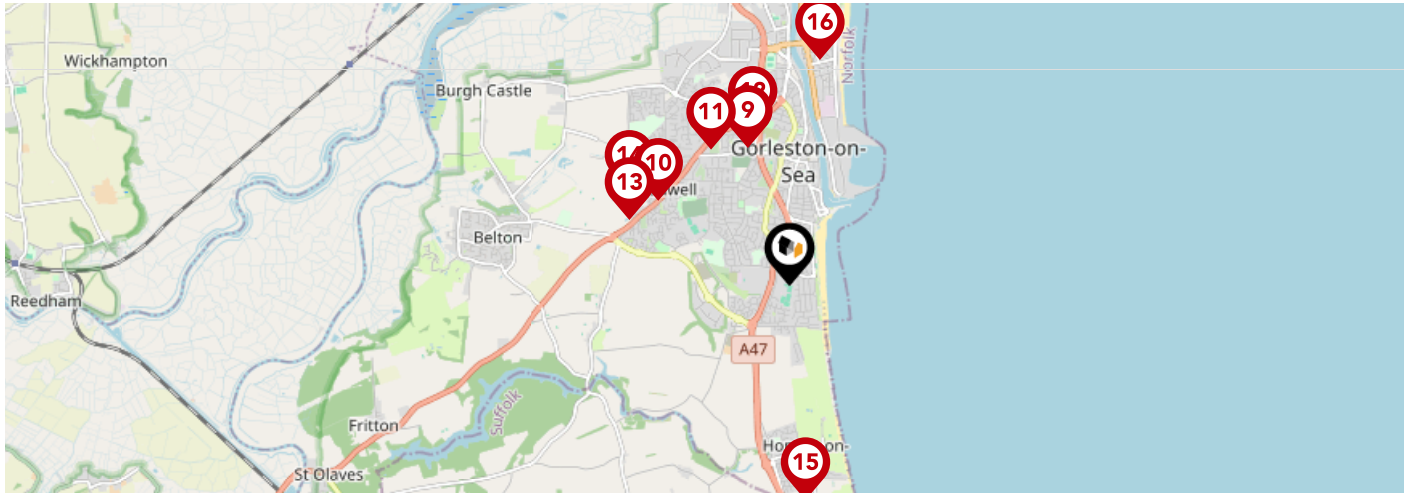 16
Norfolk
Wickhampton
Burgh Castle
11
9
Gorleston-on-
Sea
10
13
Belton
Reedham
A47
Suffolk
Fritton
15
St Olaves